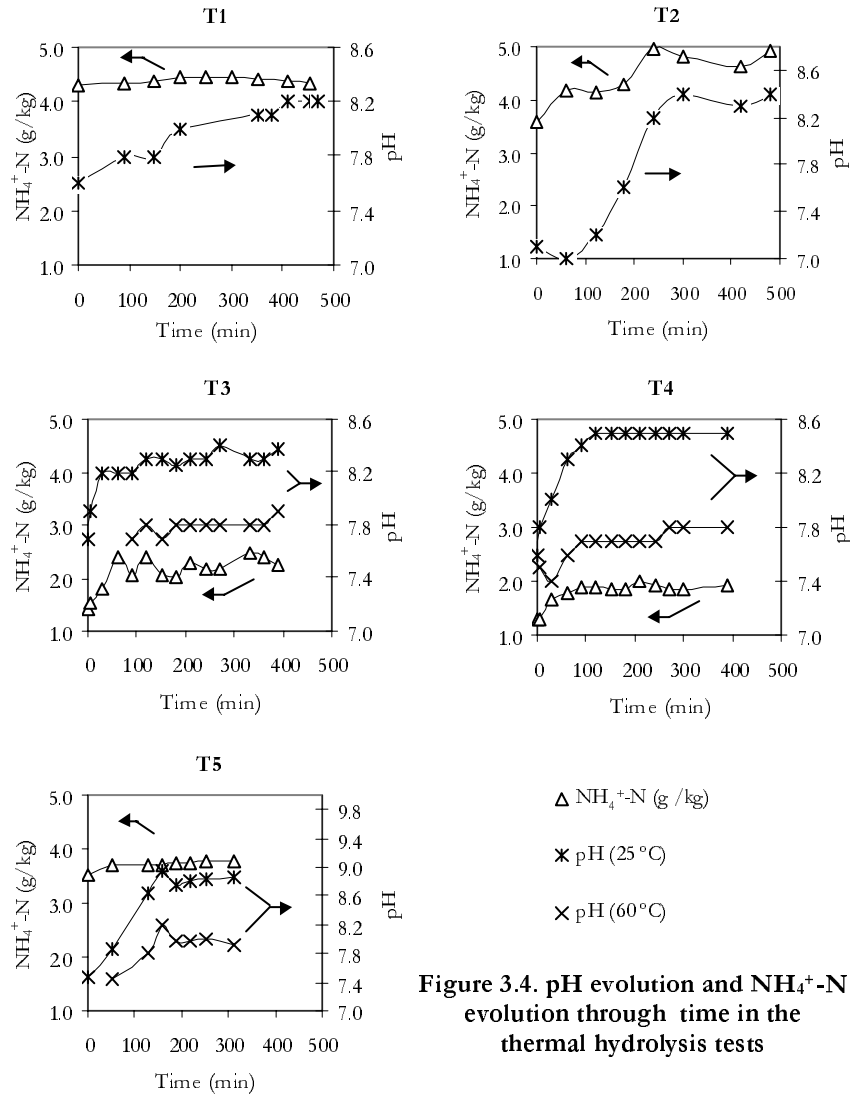 T1
5.0
4.0
3.0
2.0
1.0
NH₄⁺-N (g/kg)
8.6
8.2
7.8
7.4
7.0
pH
0 100 200 300 400 500
Time (min)
T2
5.0
4.0
3.0
2.0
1.0
NH₄⁺-N (g/kg)
8.6
8.2
7.8
7.4
7.0
pH
0 100 200 300 400 500
Time (min)
T3
5.0
4.0
3.0
2.0
1.0
NH₄⁺-N (g/kg)
8.6
8.2
7.8
7.4
7.0
pH
0 100 200 300 400 500
Time (min)
T4
5.0
4.0
3.0
2.0
1.0
NH₄⁺-N (g/kg)
8.6
8.2
7.8
7.4
7.0
pH
0 100 200 300 400 500
Time (min)
T5
5.0
4.0
3.0
2.0
1.0
NH₄⁺-N (g/kg)
9.8
9.4
9.0
8.6
8.2
7.8
7.4
7.0
pH
0 100 200 300 400 500
Time (min)
NH₄⁺-N (g /kg)
pH (25 °C)
pH (60°C)
Figure 3.4. pH evolution and NH₄⁺-N
evolution through time in the
thermal hydrolysis tests